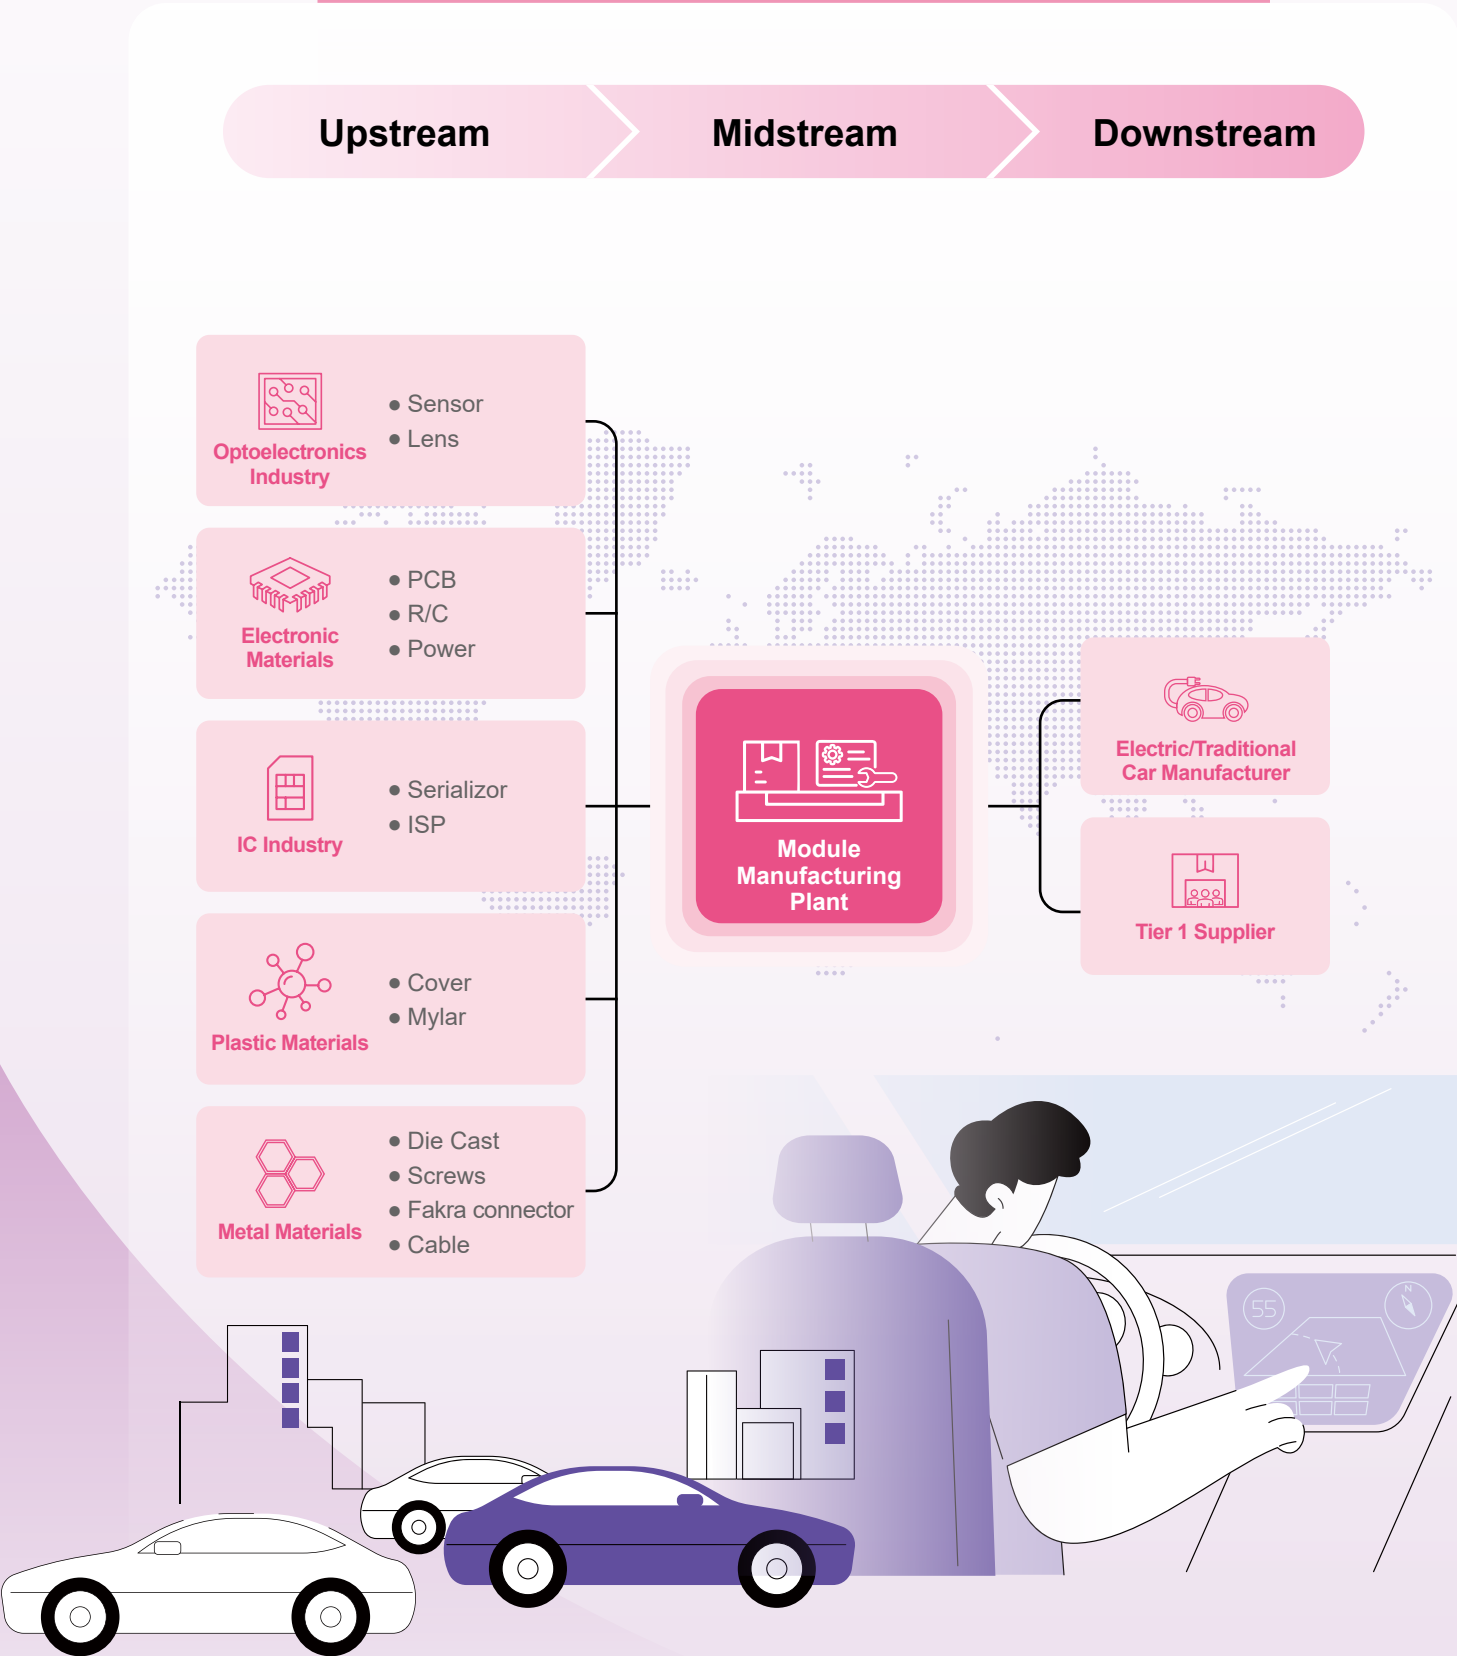 Upstream
Midstream
Downstream
Optoelectronics
Industry
● Sensor
● Lens
Electronic
Materials
● PCB
● R/C
● Power
IC Industry
● Serializor
● ISP
Plastic Materials
● Cover
● Mylar
Metal Materials
● Die Cast
● Screws
● Fakra connector
● Cable
Module
Manufacturing
Plant
Electric/Traditional
Car Manufacturer
Tier 1 Supplier
55
N